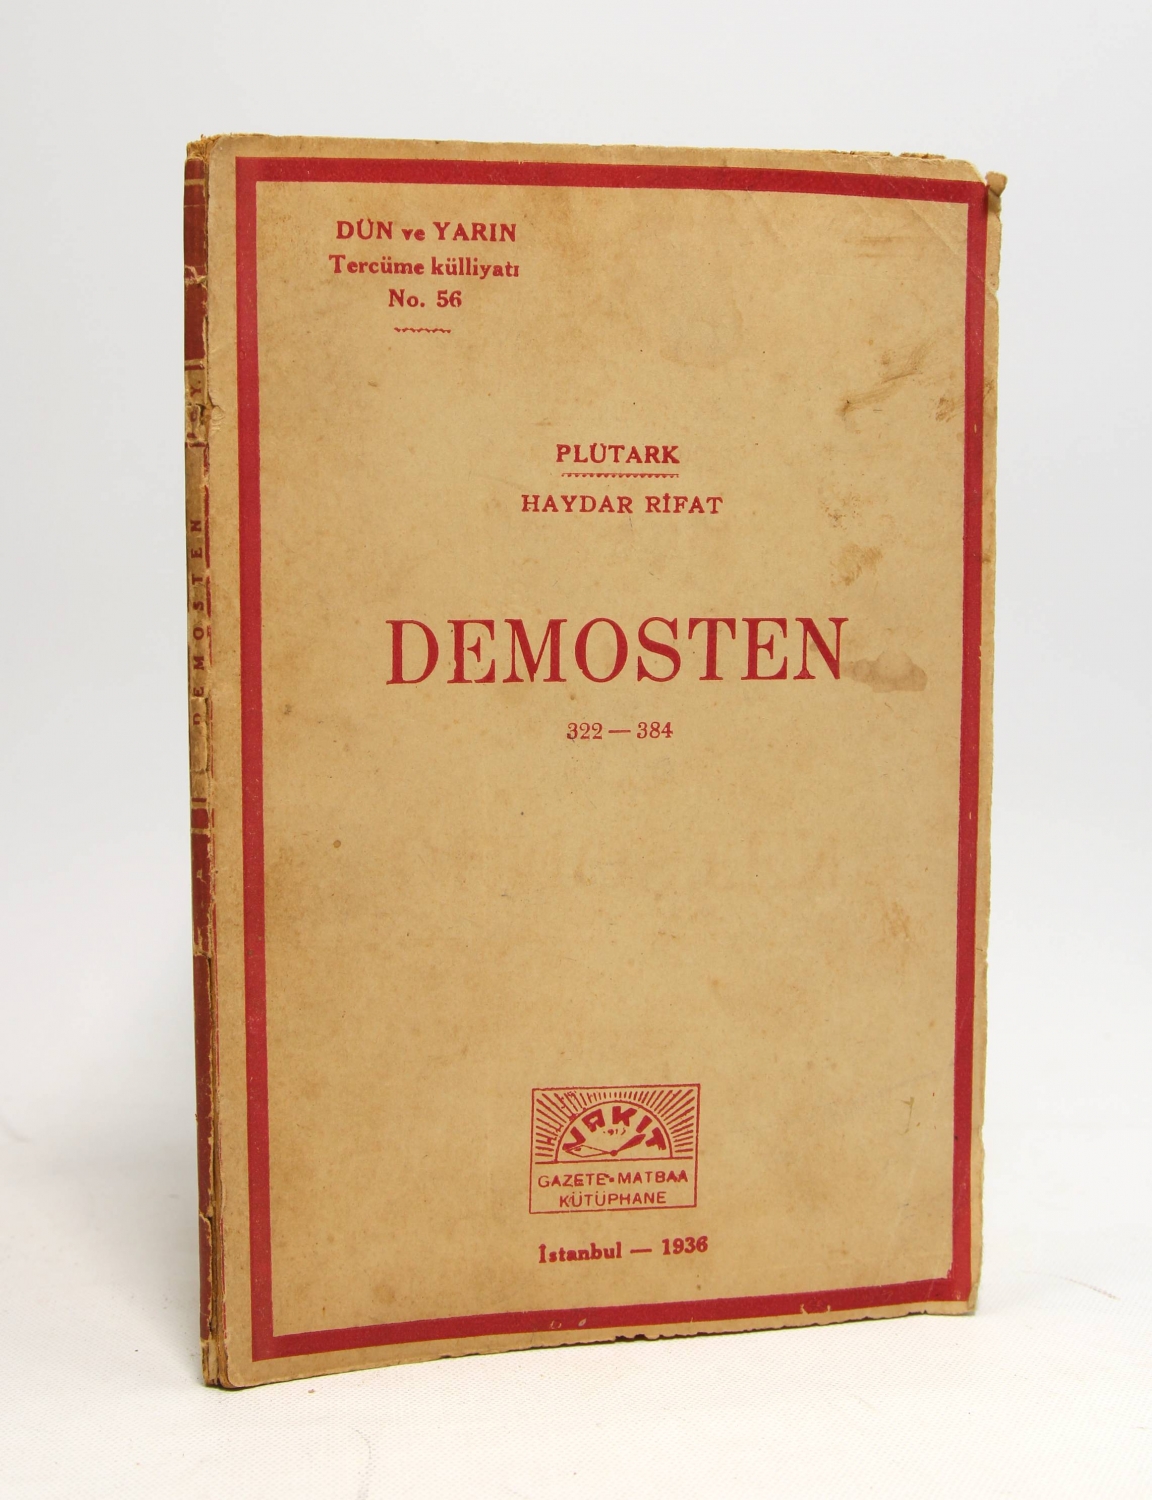 DÜN ve YARIN
Tercüme külliyatı
No. 56
PLÜTARK
HAYDAR RİFAT
DEMOSTEN
322 — 384
VAKIT
GAZETE-MATBAA
KÜTÜPHANE
İstanbul — 1936
DEMOSTEN